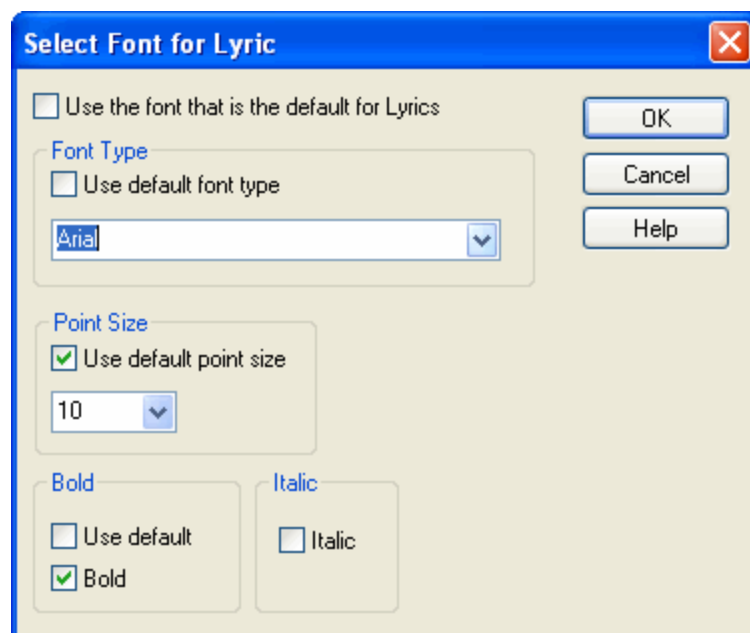 Select Font for Lyric
Use the font that is the default for Lyrics
OK
Font Type
Use default font type
Cancel
Arial
Help
Point Size
Use default point size
10
Bold
Italic
Use default
Italic
Bold